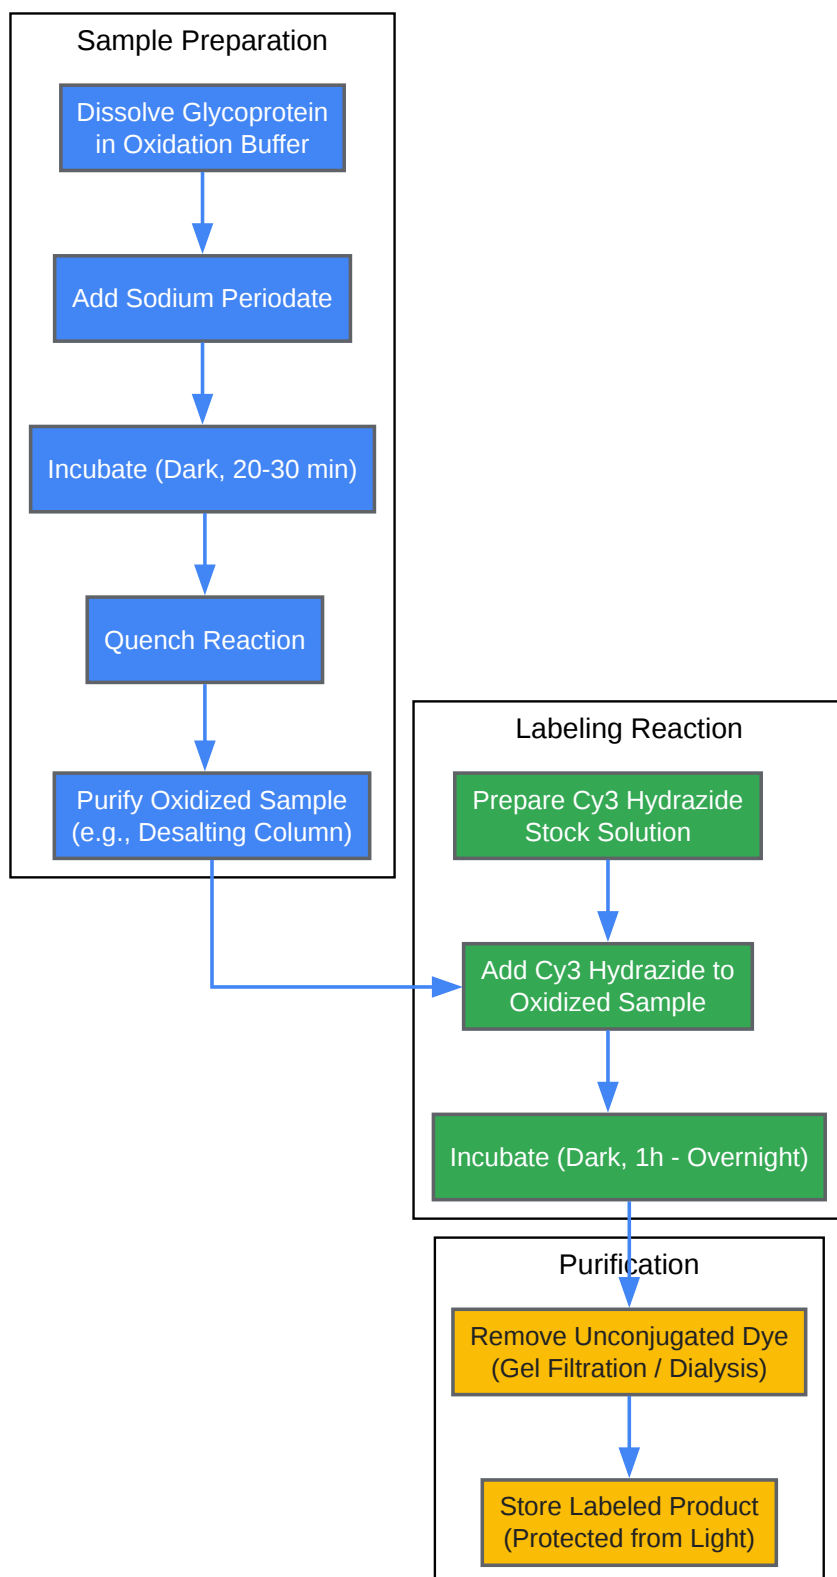 Sample Preparation
Dissolve Glycoprotein
in Oxidation Buffer
Add Sodium Periodate
Incubate (Dark, 20-30 min)
Quench Reaction
Purify Oxidized Sample
(e.g., Desalting Column)
Labeling Reaction
Prepare Cy3 Hydrazide
Stock Solution
Add Cy3 Hydrazide to
Oxidized Sample
Incubate (Dark, 1h - Overnight)
Purification
Remove Unconjugated Dye
(Gel Filtration / Dialysis)
Store Labeled Product
(Protected from Light)